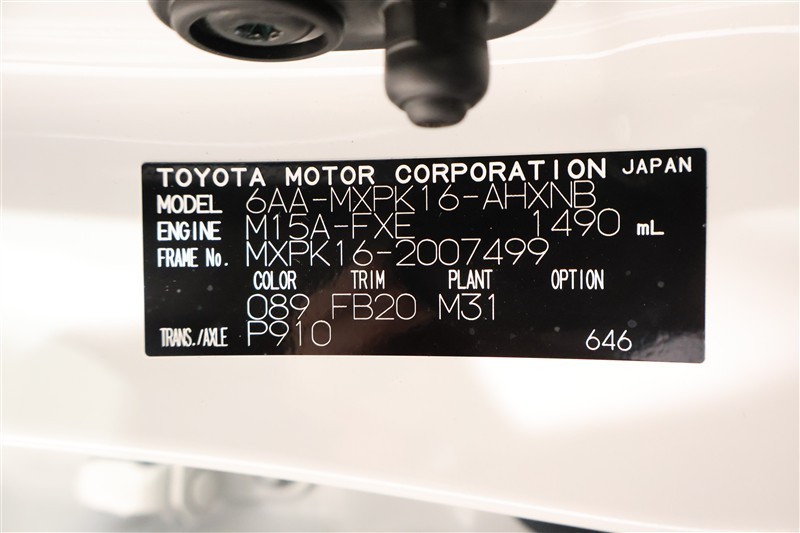 TOYOTA MOTOR CORPORATION JAPAN
MODEL 6AA-MXPK16-AHXNB
ENGINE M15A-FXE 1490 mL
FRAME No. MXPK16-2007499
COLOR TRIM PLANT OPTION
089 FB20 M31
TRANS./AXLE P910 646